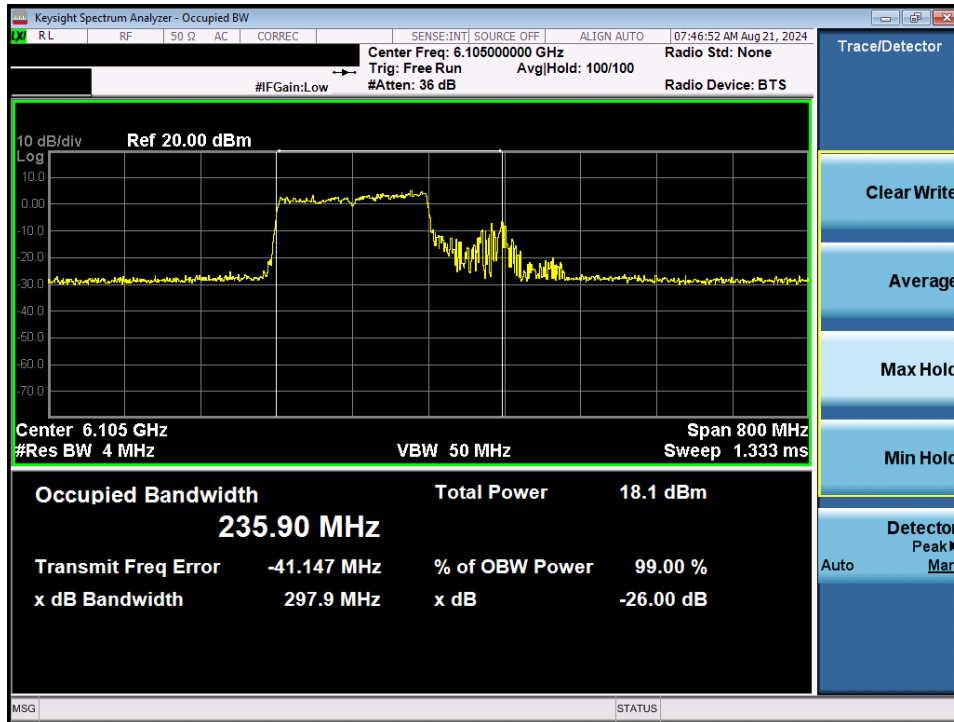 Keysight Spectrum Analyzer - Occupied BW
LXI RL RF 50 Ω AC CORREC SENSE:INT SOURCE OFF ALIGN AUTO 07:46:52 AM Aug 21, 2024
Center Freq: 6.105000000 GHz Radio Std: None
Trig: Free Run Avg|Hold: 100/100
#IFGain:Low #Atten: 36 dB Radio Device: BTS
Trace/Detector
10 dB/div Ref 20.00 dBm
Log
10.0
0.00
-10.0
-20.0
-30.0
-40.0
-50.0
-60.0
-70.0
Center 6.105 GHz Span 800 MHz
#Res BW 4 MHz VBW 50 MHz Sweep 1.333 ms
Occupied Bandwidth Total Power 18.1 dBm
235.90 MHz
Transmit Freq Error -41.147 MHz % of OBW Power 99.00 %
x dB Bandwidth 297.9 MHz x dB -26.00 dB
Clear Write
Average
Max Hold
Min Hold
Detector
Peak
Auto Man
MSG STATUS